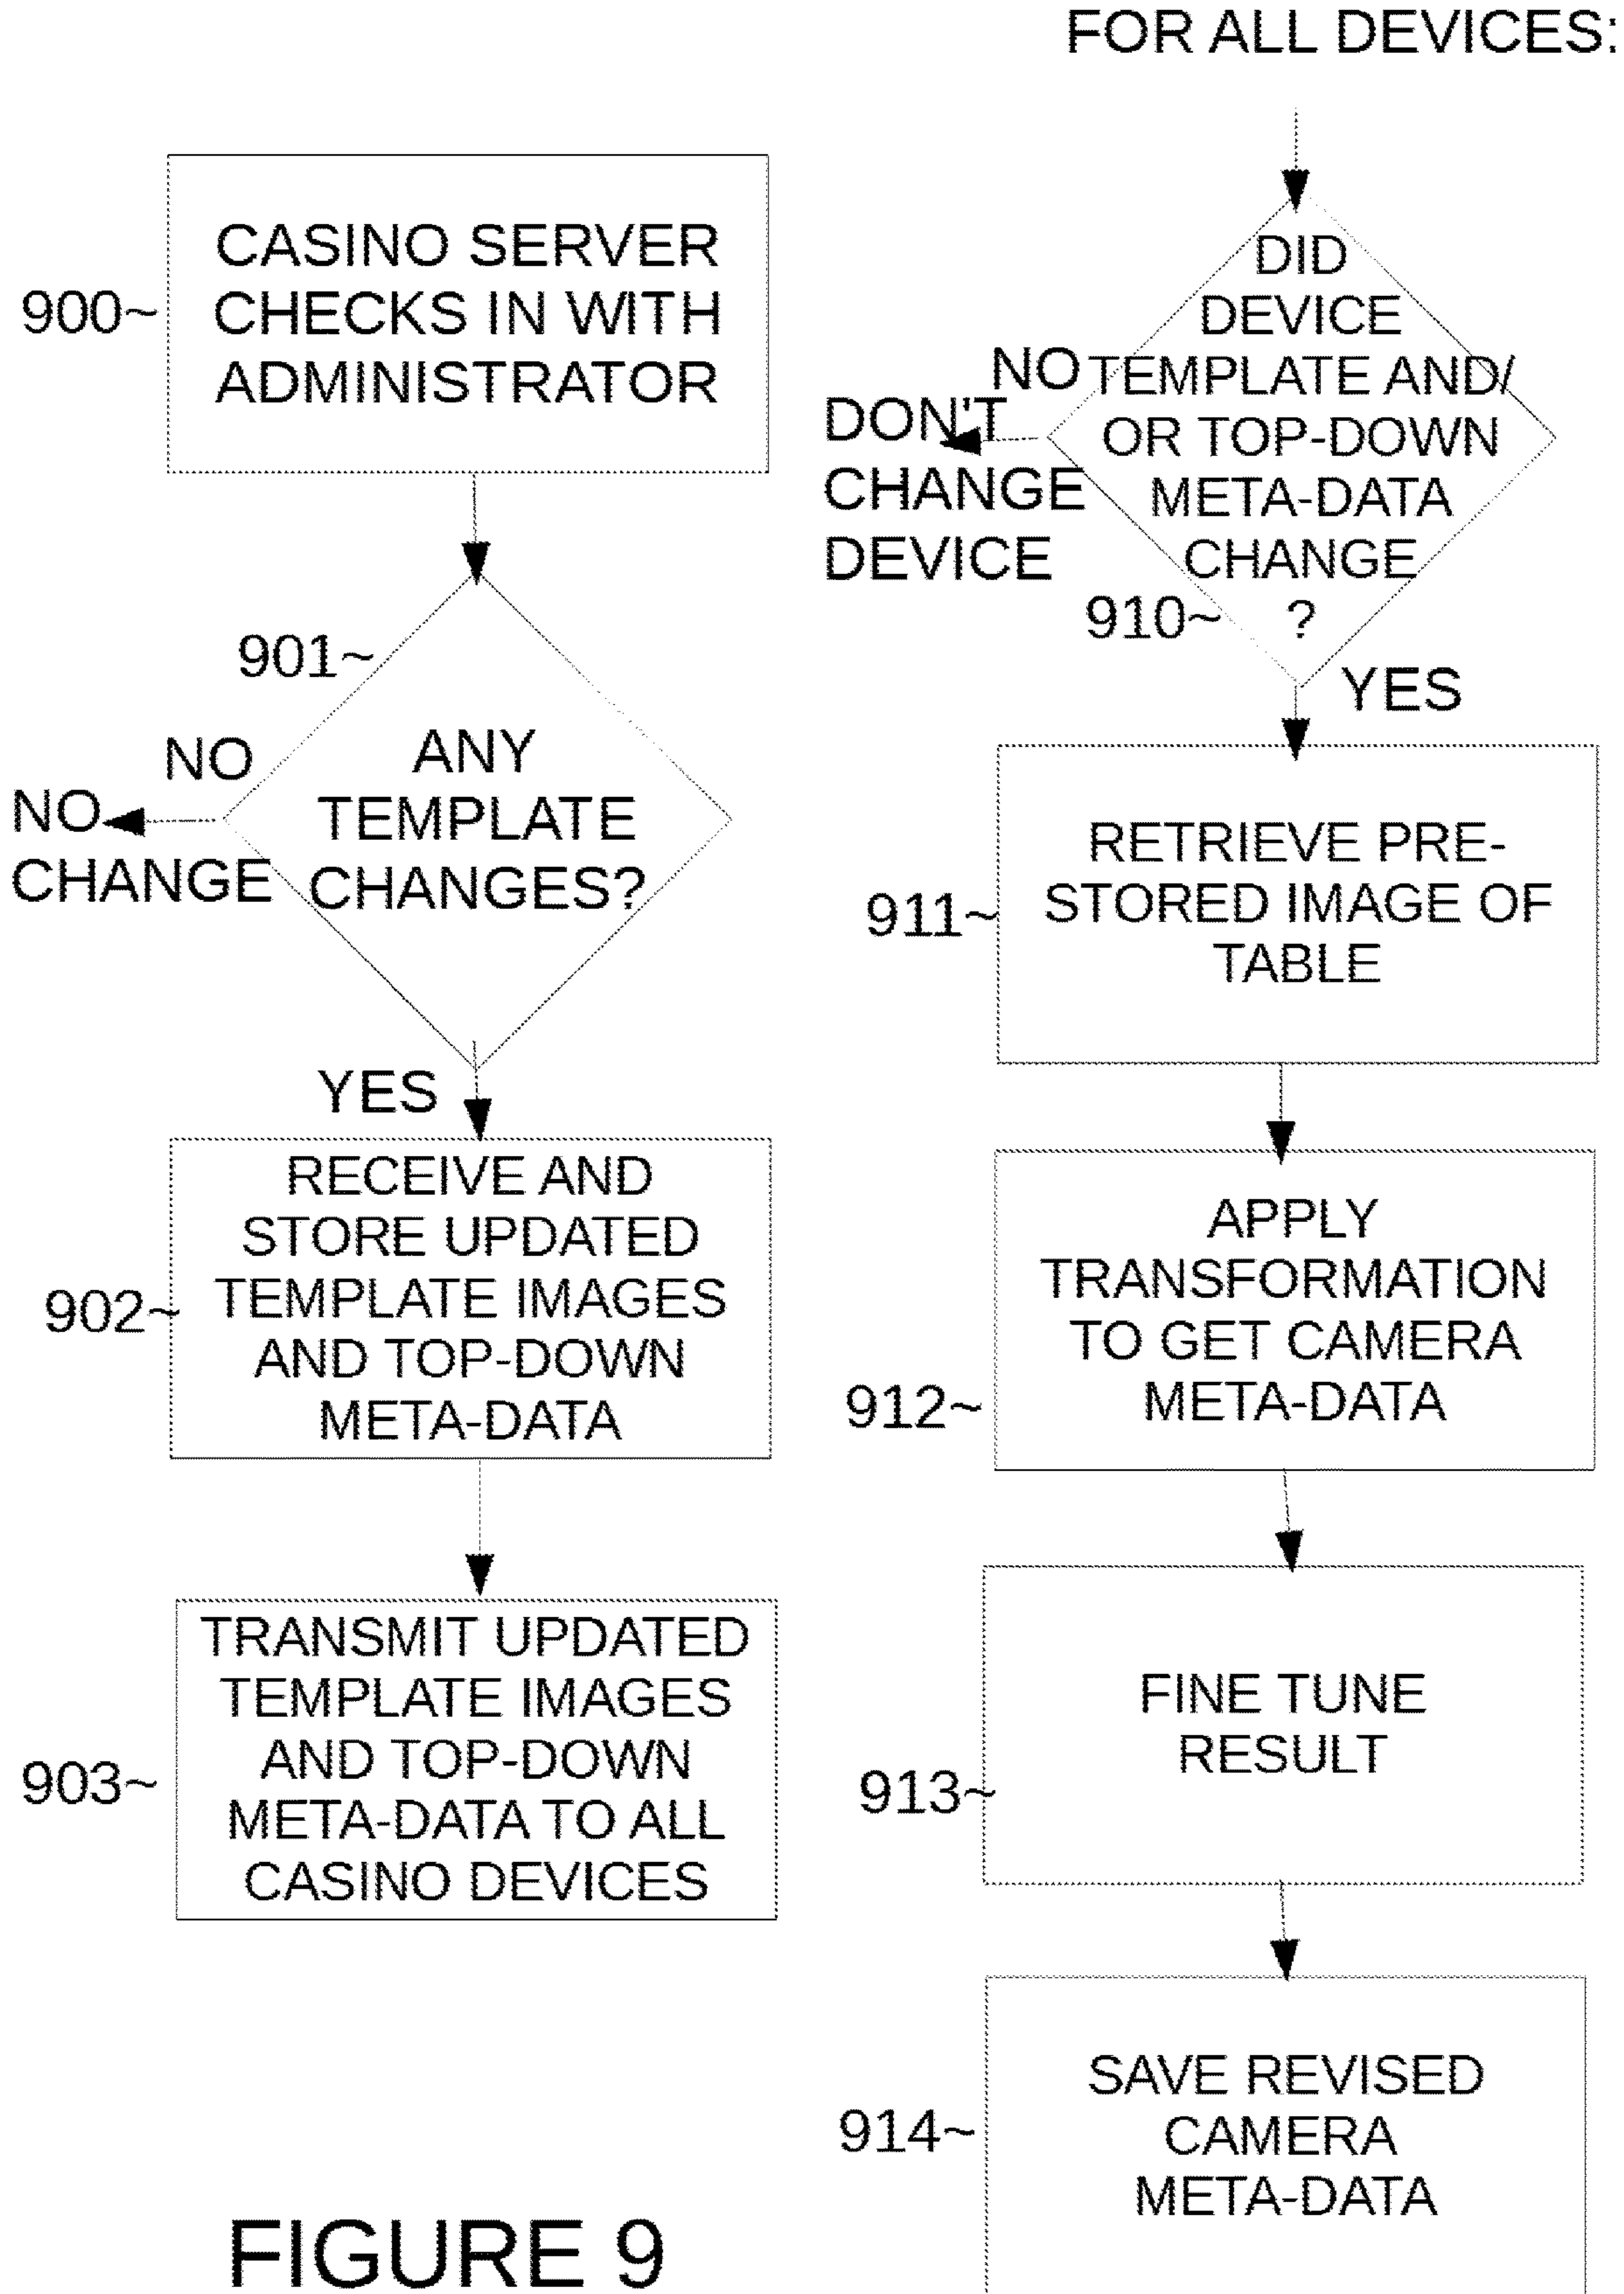 FOR ALL DEVICES:
CASINO SERVER
CHECKS IN WITH
ADMINISTRATOR
900~
901~
ANY
TEMPLATE
CHANGES?
NO
NO
CHANGE
YES
RECEIVE AND
STORE UPDATED
TEMPLATE IMAGES
AND TOP-DOWN
META-DATA
902~
TRANSMIT UPDATED
TEMPLATE IMAGES
AND TOP-DOWN
META-DATA TO ALL
CASINO DEVICES
903~
DID
DEVICE
TEMPLATE AND/
OR TOP-DOWN
META-DATA
CHANGE
?
NO
DON'T
CHANGE
DEVICE
910~
YES
RETRIEVE PRE-
STORED IMAGE OF
TABLE
911~
APPLY
TRANSFORMATION
TO GET CAMERA
META-DATA
912~
FINE TUNE
RESULT
913~
SAVE REVISED
CAMERA
META-DATA
914~
FIGURE 9